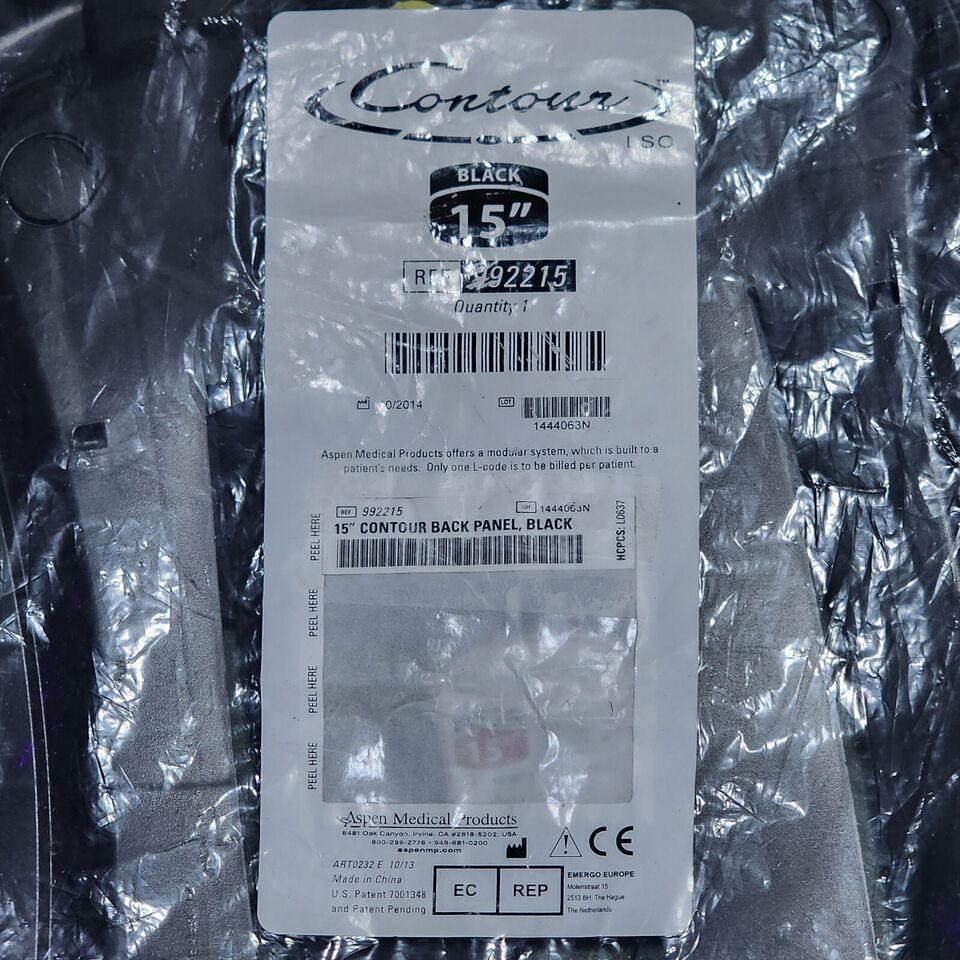 Contour™
LSO
BLACK
15"
REF 992215
Quantity 1
0/2014
LOT
1444063N
Aspen Medical Products offers a modular system, which is built to a
patient's needs. Only one L-code is to be billed per patient.
REF 992215 LOT 1444063N
15" CONTOUR BACK PANEL, BLACK
HCPCS: L0637
PEEL HERE
PEEL HERE
PEEL HERE
PEEL HERE
Aspen Medical Products
6481 Oak Canyon, Irvine, CA 92618-5202, USA
800-295-2776 • 949-681-0200
aspenmp.com
CE
ART0232 E 10/13
Made in China
U.S. Patent 7001348
and Patent Pending
EC REP
EMERGO EUROPE
Molenstraat 15
2513 BH, The Hague
The Netherlands